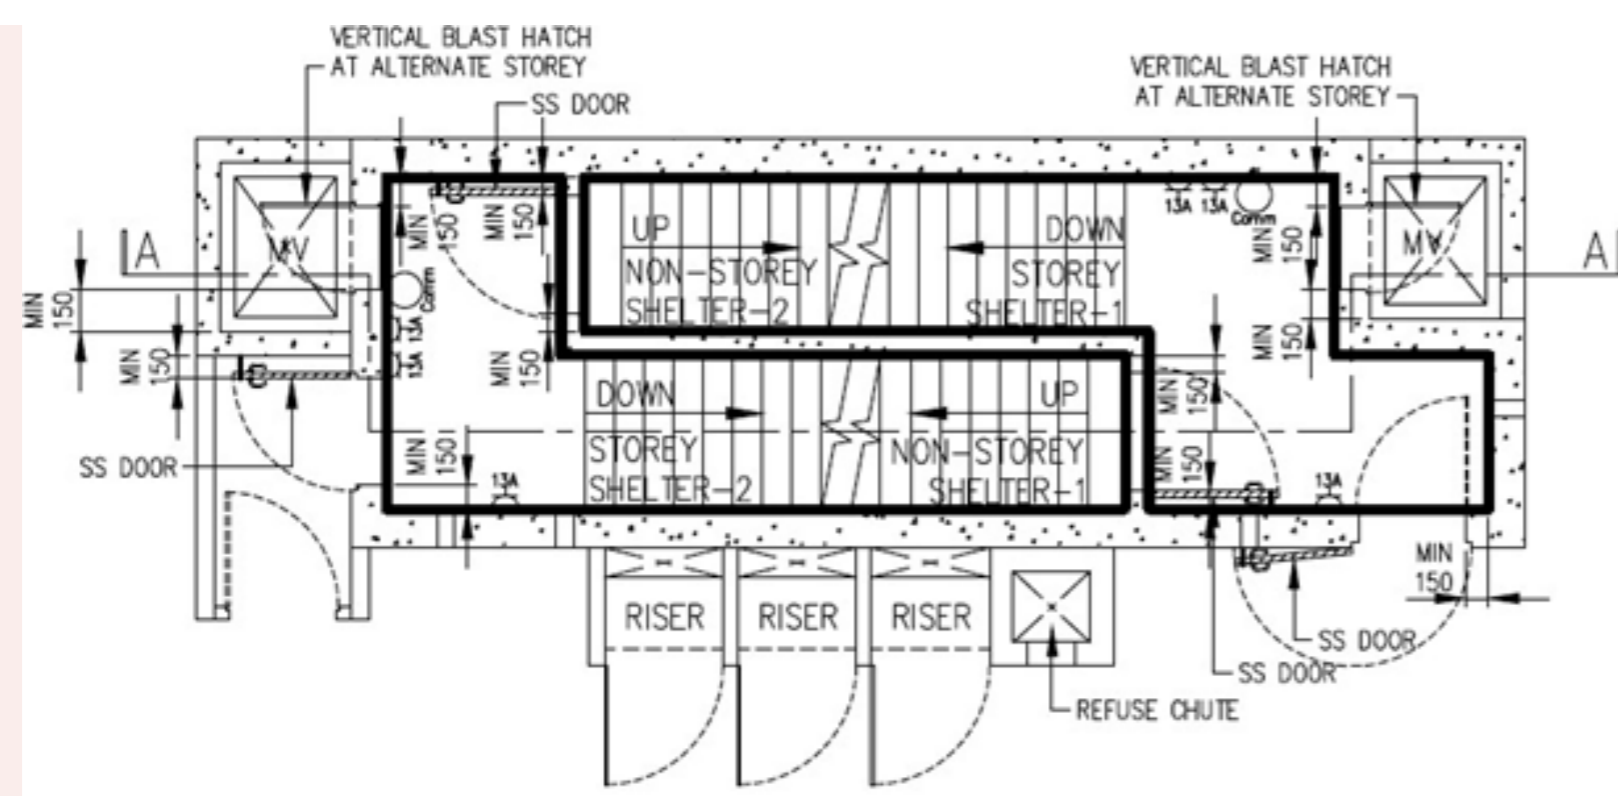 VERTICAL BLAST HATCH
AT ALTERNATE STOREY
SS DOOR
VERTICAL BLAST HATCH
AT ALTERNATE STOREY
A
MV
MIN
150
MIN
150
MIN
150
MIN
150
Comm
13A
13A
UP
NON-STOREY
SHELTER-2
DOWN
STOREY
SHELTER-1
13A
13A
Comm
MIN
150
MV
A
MIN
150
MIN
150
SS DOOR
MIN
150
13A
DOWN
STOREY
SHELTER-2
UP
NON-STOREY
SHELTER-1
MIN
150
MIN
150
13A
RISER
RISER
RISER
MIN
150
SS DOOR
SS DOOR
REFUSE CHUTE